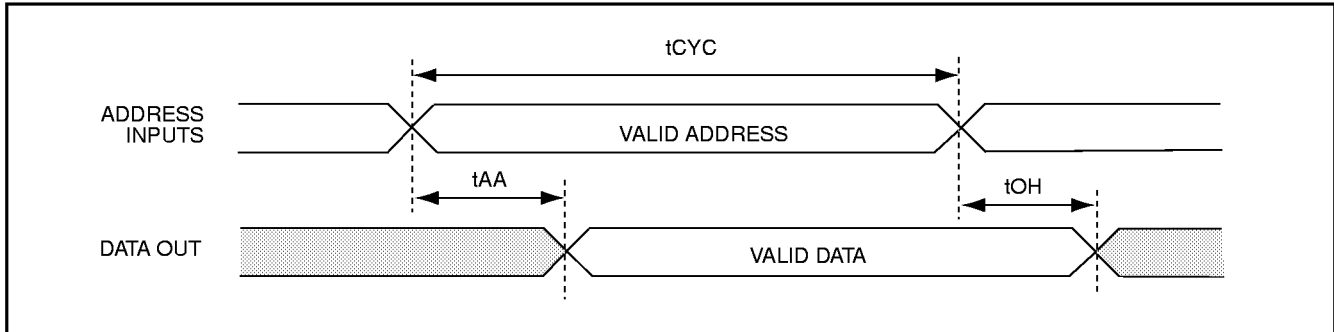 tCYC
ADDRESS
INPUTS
VALID ADDRESS
tAA
tOH
DATA OUT
VALID DATA